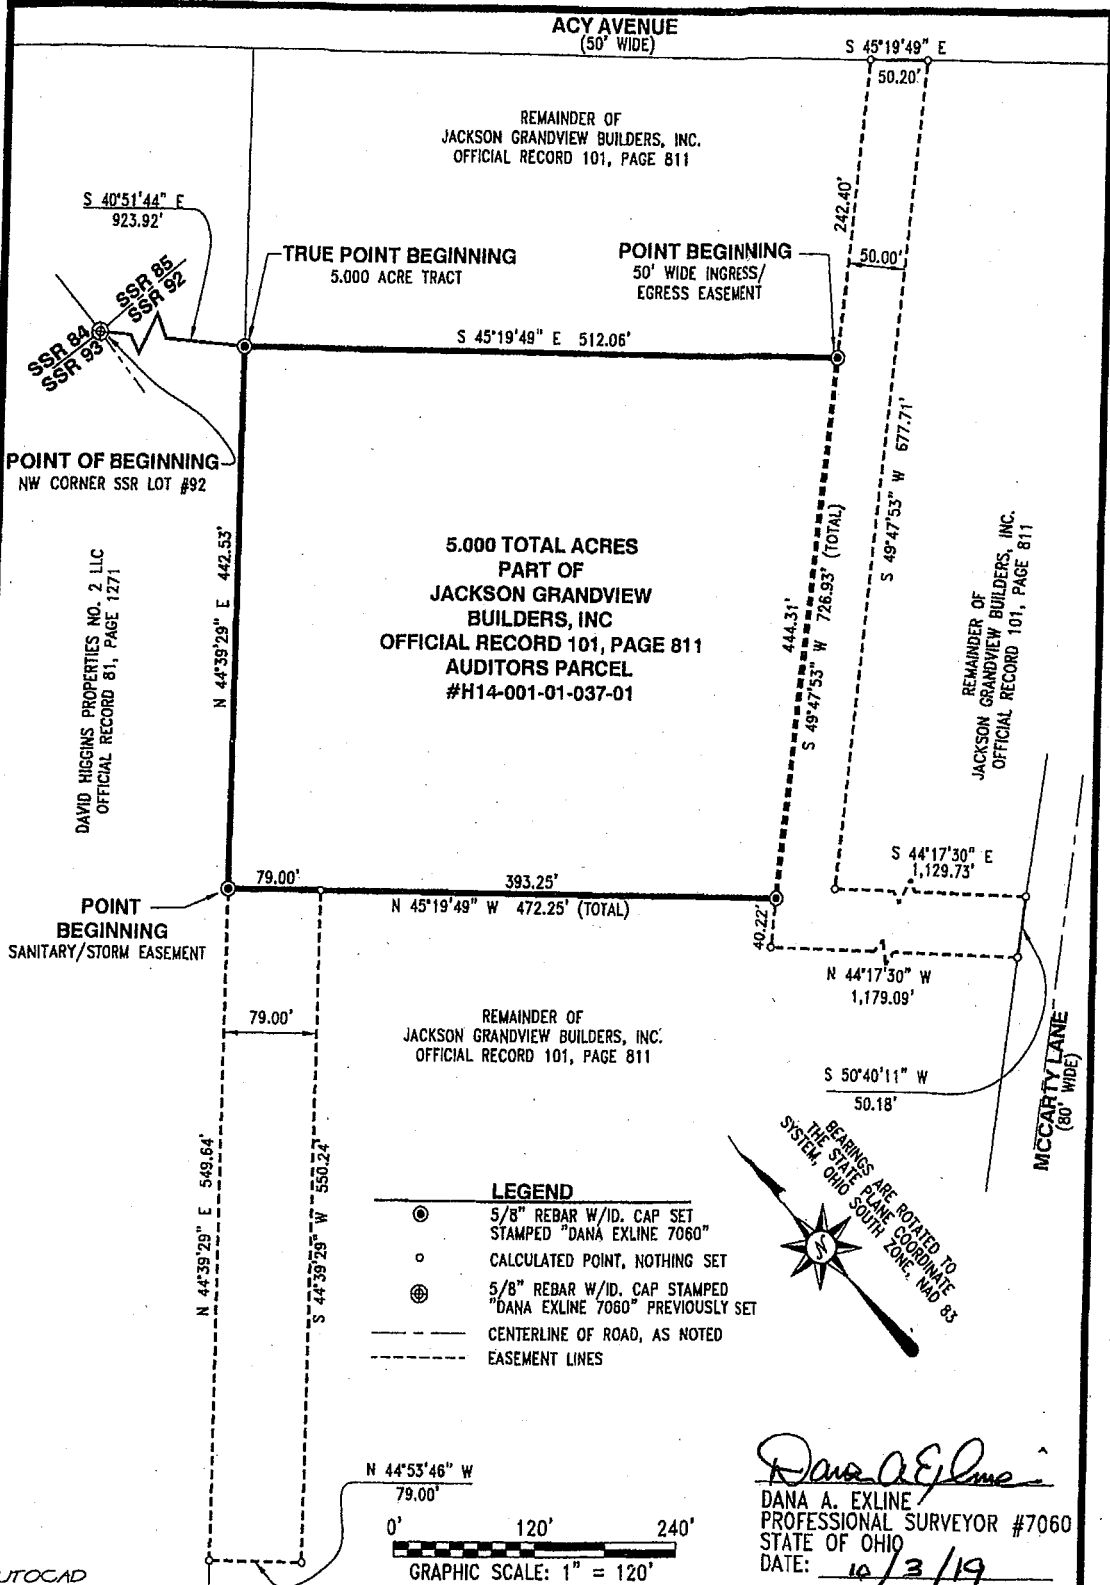 ACY AVENUE
(50' WIDE)
S 45°19'49" E
50.20'
REMAINDER OF
JACKSON GRANDVIEW BUILDERS, INC.
OFFICIAL RECORD 101, PAGE 811
S 40°51'44" E
923.92'
242.40'
SSR 85
SSR 92
SSR 84
SSR 93
TRUE POINT BEGINNING
5.000 ACRE TRACT
POINT BEGINNING
50' WIDE INGRESS/
EGRESS EASEMENT
50.00'
S 45°19'49" E 512.06'
POINT OF BEGINNING
NW CORNER SSR LOT #92
N 44°39'29" E 442.53'
DAVID HIGGINS PROPERTIES NO. 2 LLC
OFFICIAL RECORD 81, PAGE 1271
5.000 TOTAL ACRES
PART OF
JACKSON GRANDVIEW
BUILDERS, INC
OFFICIAL RECORD 101, PAGE 811
AUDITORS PARCEL
#H14-001-01-037-01
444.31'
S 49°47'53" W 726.93' (TOTAL)
S 49°47'53" W 677.71'
REMAINDER OF
JACKSON GRANDVIEW BUILDERS, INC.
OFFICIAL RECORD 101, PAGE 811
S 44°17'30" E
1,129.73'
79.00'
393.25'
N 45°19'49" W 472.25' (TOTAL)
POINT
BEGINNING
SANITARY/STORM EASEMENT
40.22'
N 44°17'30" W
1,179.09'
79.00'
REMAINDER OF
JACKSON GRANDVIEW BUILDERS, INC.
OFFICIAL RECORD 101, PAGE 811
S 50°40'11" W
50.18'
MCCARTY LANE
(80' WIDE)
N 44°39'29" E 549.64'
S 44°39'29" W 550.24'
BEARINGS ARE ROTATED TO
THE STATE PLANE COORDINATE
SYSTEM, OHIO SOUTH ZONE, NAD 83
N
LEGEND
5/8" REBAR W/ID. CAP SET
STAMPED "DANA EXLINE 7060"
CALCULATED POINT, NOTHING SET
5/8" REBAR W/ID. CAP STAMPED
"DANA EXLINE 7060" PREVIOUSLY SET
CENTERLINE OF ROAD, AS NOTED
EASEMENT LINES
N 44°53'46" W
79.00'
0' 120' 240'
GRAPHIC SCALE: 1" = 120'
Dana A Exline
DANA A. EXLINE
PROFESSIONAL SURVEYOR #7060
STATE OF OHIO
DATE: 10/3/19
UTOCAD